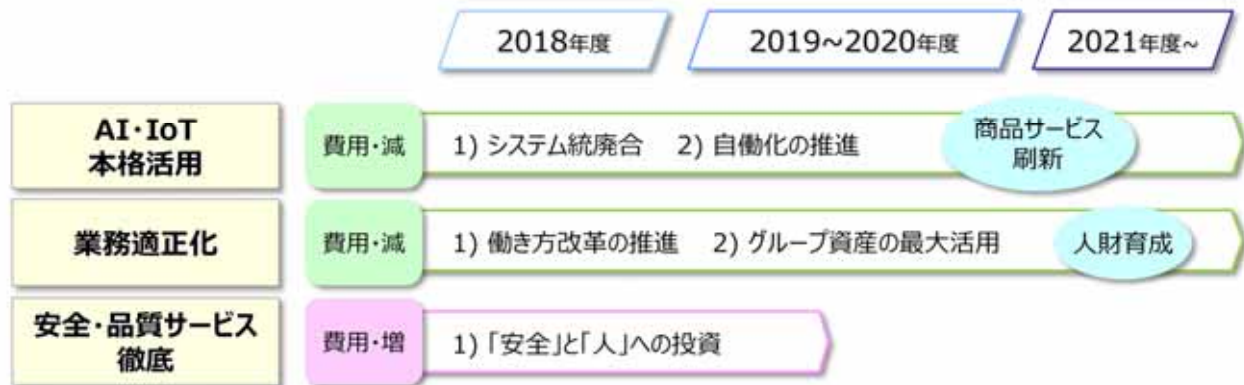 2018年度
2019~2020年度
2021年度~
AI・IoT
本格活用
費用・減
1) システム統廃合 2) 自働化の推進
商品サービス
刷新
業務適正化
費用・減
1) 働き方改革の推進 2) グループ資産の最大活用
人財育成
安全・品質サービス
徹底
費用・増
1) 「安全」と「人」への投資